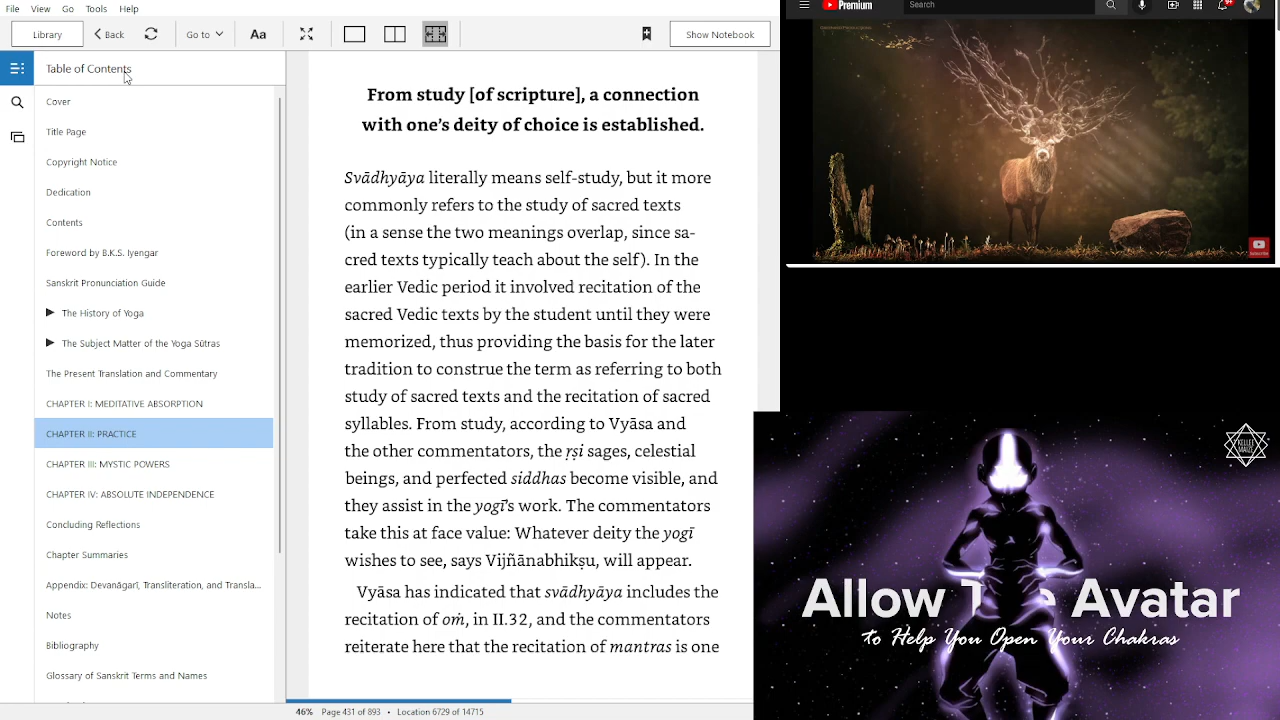 File View Go Tools Help
Library Back Go to Aa Show Notebook
Table of Contents
Cover
Title Page
Copyright Notice
Dedication
Contents
Foreword by B.K.S. Iyengar
Sanskrit Pronunciation Guide
The History of Yoga
The Subject Matter of the Yoga Sūtras
The Present Translation and Commentary
CHAPTER I: MEDITATIVE ABSORPTION
CHAPTER II: PRACTICE
CHAPTER III: MYSTIC POWERS
CHAPTER IV: ABSOLUTE INDEPENDENCE
Concluding Reflections
Chapter Summaries
Appendix: Devanāgarī, Transliteration, and Transla...
Notes
Bibliography
Glossary of Sanskrit Terms and Names
From study [of scripture], a connection
with one’s deity of choice is established.
Svādhyāya literally means self-study, but it more
commonly refers to the study of sacred texts
(in a sense the two meanings overlap, since sa-
cred texts typically teach about the self). In the
earlier Vedic period it involved recitation of the
sacred Vedic texts by the student until they were
memorized, thus providing the basis for the later
tradition to construe the term as referring to both
study of sacred texts and the recitation of sacred
syllables. From study, according to Vyāsa and
the other commentators, the ṛṣi sages, celestial
beings, and perfected siddhas become visible, and
they assist in the yogī’s work. The commentators
take this at face value: Whatever deity the yogī
wishes to see, says Vijñānabhikṣu, will appear.
Vyāsa has indicated that svādhyāya includes the
recitation of oṁ, in II.32, and the commentators
reiterate here that the recitation of mantras is one
46% Page 431 of 893 • Location 6729 of 14715
Premium Search 9+
Subscribe
KELLEE MAIZE
Allow T e Avatar
to Help You Open Your Chakras